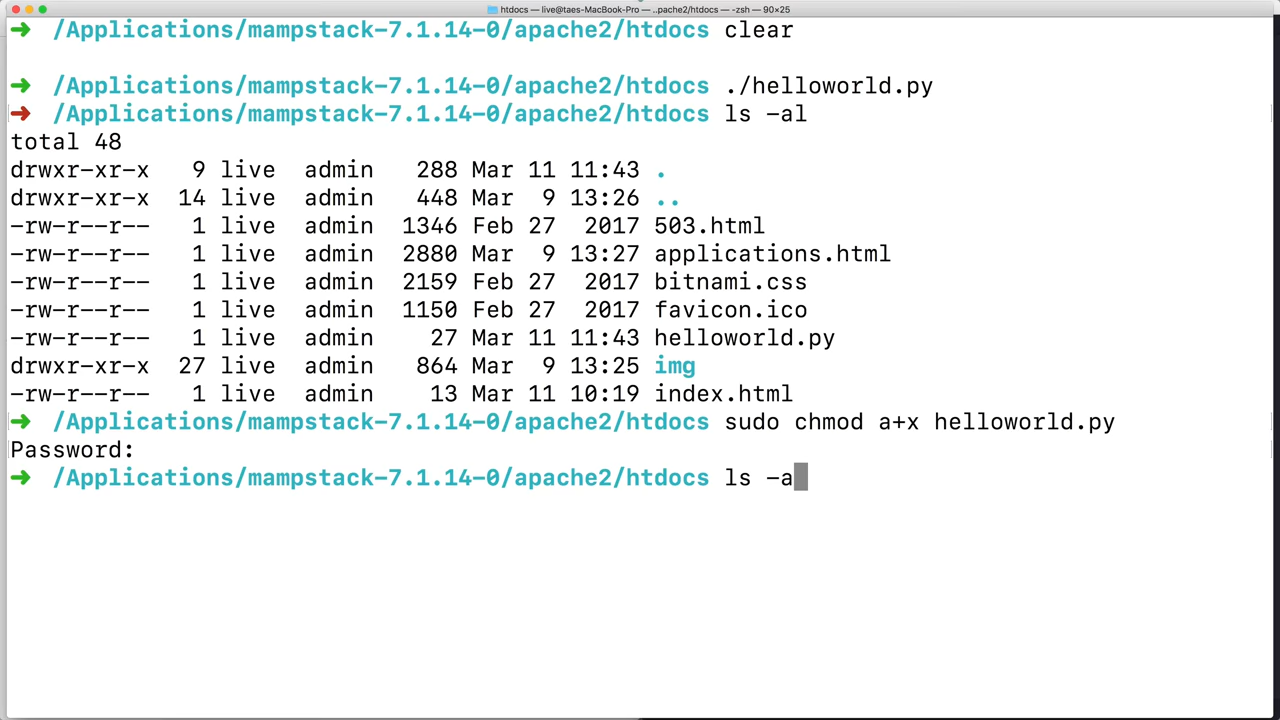 htdocs — live@taes-MacBook-Pro — ..pache2/htdocs — -zsh — 90×25
➜  /Applications/mampstack-7.1.14-0/apache2/htdocs clear
➜  /Applications/mampstack-7.1.14-0/apache2/htdocs ./helloworld.py
➜  /Applications/mampstack-7.1.14-0/apache2/htdocs ls -al
total 48
drwxr-xr-x   9 live  admin   288 Mar 11 11:43 .
drwxr-xr-x  14 live  admin   448 Mar  9 13:26 ..
-rw-r--r--   1 live  admin  1346 Feb 27  2017 503.html
-rw-r--r--   1 live  admin  2880 Mar  9 13:27 applications.html
-rw-r--r--   1 live  admin  2159 Feb 27  2017 bitnami.css
-rw-r--r--   1 live  admin  1150 Feb 27  2017 favicon.ico
-rw-r--r--   1 live  admin    27 Mar 11 11:43 helloworld.py
drwxr-xr-x  27 live  admin   864 Mar  9 13:25 img
-rw-r--r--   1 live  admin    13 Mar 11 10:19 index.html
➜  /Applications/mampstack-7.1.14-0/apache2/htdocs sudo chmod a+x helloworld.py
Password:
➜  /Applications/mampstack-7.1.14-0/apache2/htdocs ls -a